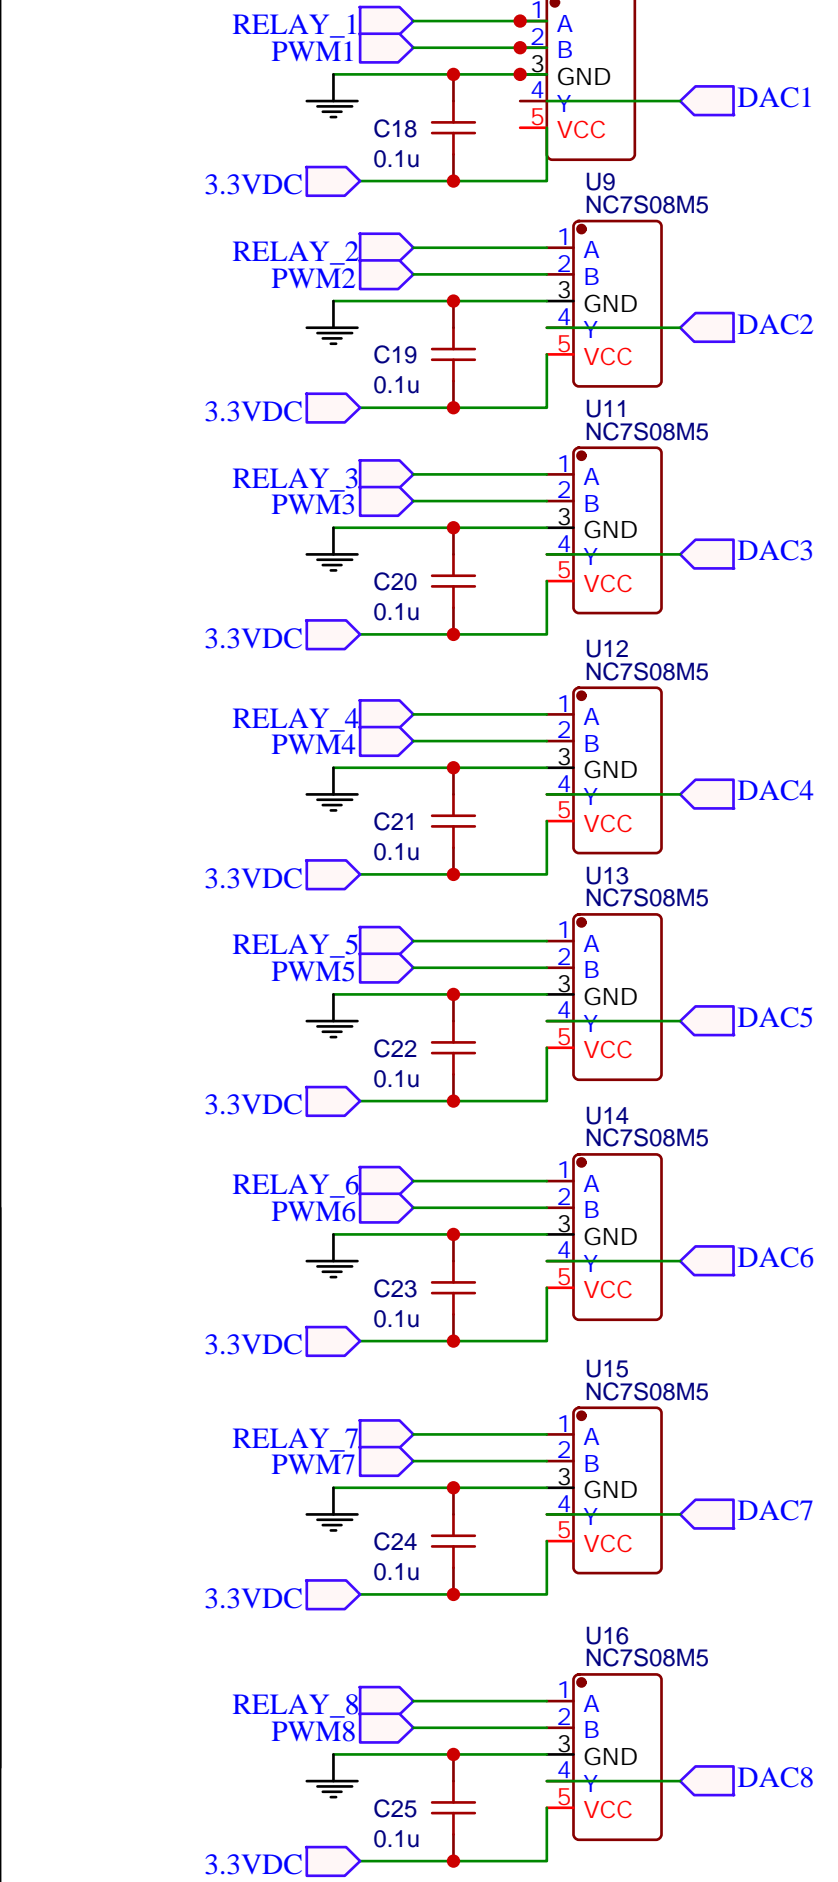 RELAY_1 1 A
PWM1 2 B
3 GND
4 Y DAC1
C18 5 VCC
0.1u
3.3VDC
U9
NC7S08M5
RELAY_2 1 A
PWM2 2 B
3 GND
4 Y DAC2
C19 5 VCC
0.1u
3.3VDC
U11
NC7S08M5
RELAY_3 1 A
PWM3 2 B
3 GND
4 Y DAC3
C20 5 VCC
0.1u
3.3VDC
U12
NC7S08M5
RELAY_4 1 A
PWM4 2 B
3 GND
4 Y DAC4
C21 5 VCC
0.1u
3.3VDC
U13
NC7S08M5
RELAY_5 1 A
PWM5 2 B
3 GND
4 Y DAC5
C22 5 VCC
0.1u
3.3VDC
U14
NC7S08M5
RELAY_6 1 A
PWM6 2 B
3 GND
4 Y DAC6
C23 5 VCC
0.1u
3.3VDC
U15
NC7S08M5
RELAY_7 1 A
PWM7 2 B
3 GND
4 Y DAC7
C24 5 VCC
0.1u
3.3VDC
U16
NC7S08M5
RELAY_8 1 A
PWM8 2 B
3 GND
4 Y DAC8
C25 5 VCC
0.1u
3.3VDC